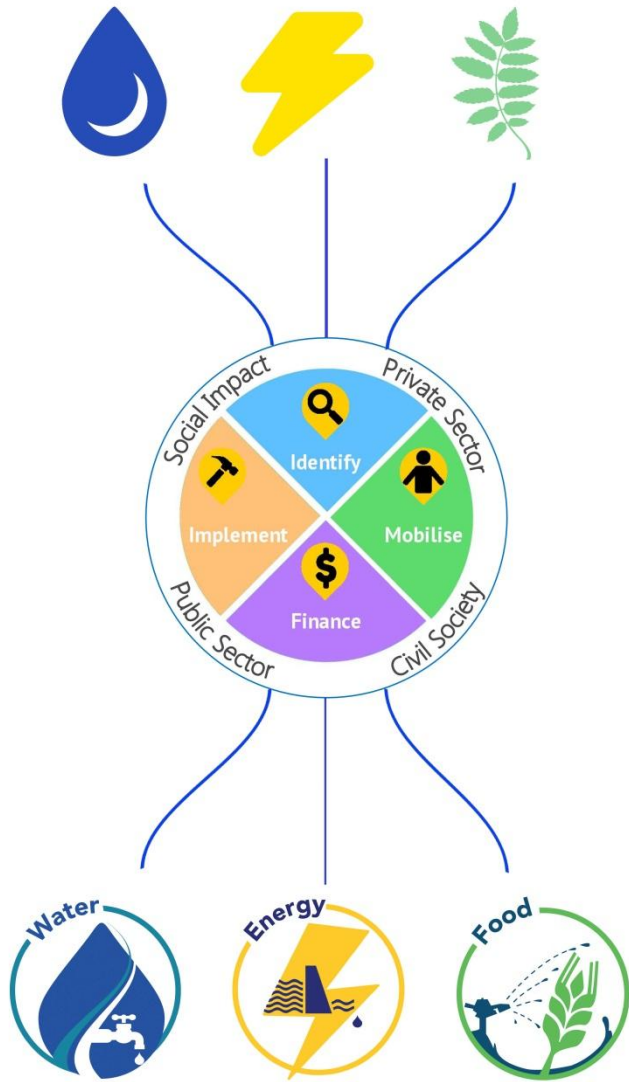 Social Impact
Private Sector
Identify
Implement
Mobilise
$
Finance
Public Sector
Civil Society
Water
Energy
Food